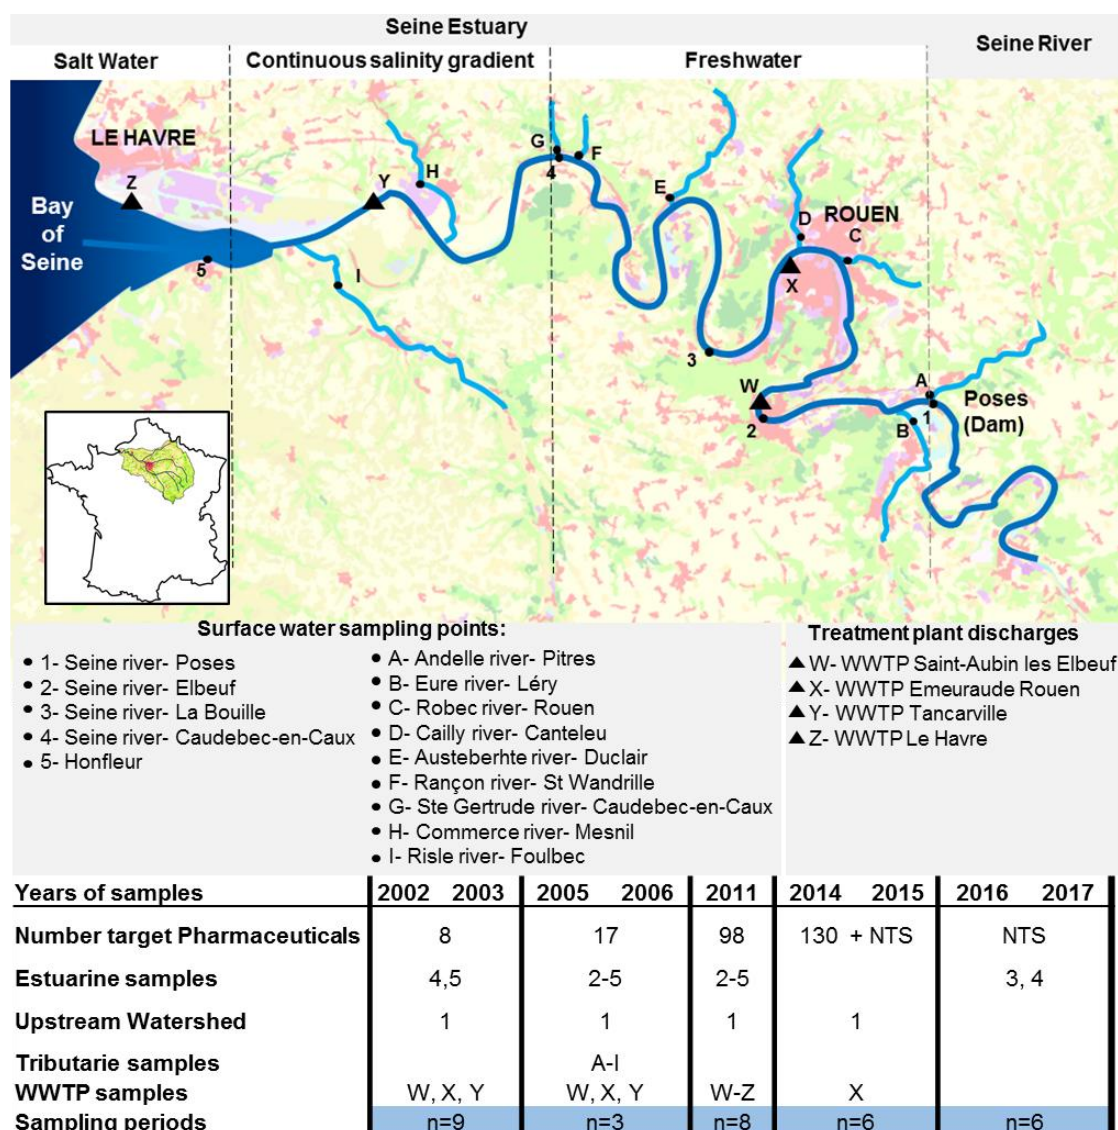 Seine Estuary
Seine River
Salt Water
Continuous salinity gradient
Freshwater
LE HAVRE
Z
Y
H
G
4
F
E
D
ROUEN
C
X
Bay
of
Seine
5
I
3
W
2
A
1
B
Poses
(Dam)
Surface water sampling points:
• 1- Seine river- Poses
• 2- Seine river- Elbeuf
• 3- Seine river- La Bouille
• 4- Seine river- Caudebec-en-Caux
• 5- Honfleur
• A- Andelle river- Pitres
• B- Eure river- Léry
• C- Robec river- Rouen
• D- Cailly river- Canteleu
• E- Austeberhte river- Duclair
• F- Rançon river- St Wandrille
• G- Ste Gertrude river- Caudebec-en-Caux
• H- Commerce river- Mesnil
• I- Risle river- Foulbec
Treatment plant discharges
▲ W- WWTP Saint-Aubin les Elbeuf
▲ X- WWTP Emeuraude Rouen
▲ Y- WWTP Tancarville
▲ Z- WWTP Le Havre
Years of samples 2002 2003 2005 2006 2011 2014 2015 2016 2017
Number target Pharmaceuticals 8 17 98 130 + NTS NTS
Estuarine samples 4,5 2-5 2-5 3, 4
Upstream Watershed 1 1 1 1
Tributarie samples A-I
WWTP samples W, X, Y W, X, Y W-Z X
Sampling periods n=9 n=3 n=8 n=6 n=6